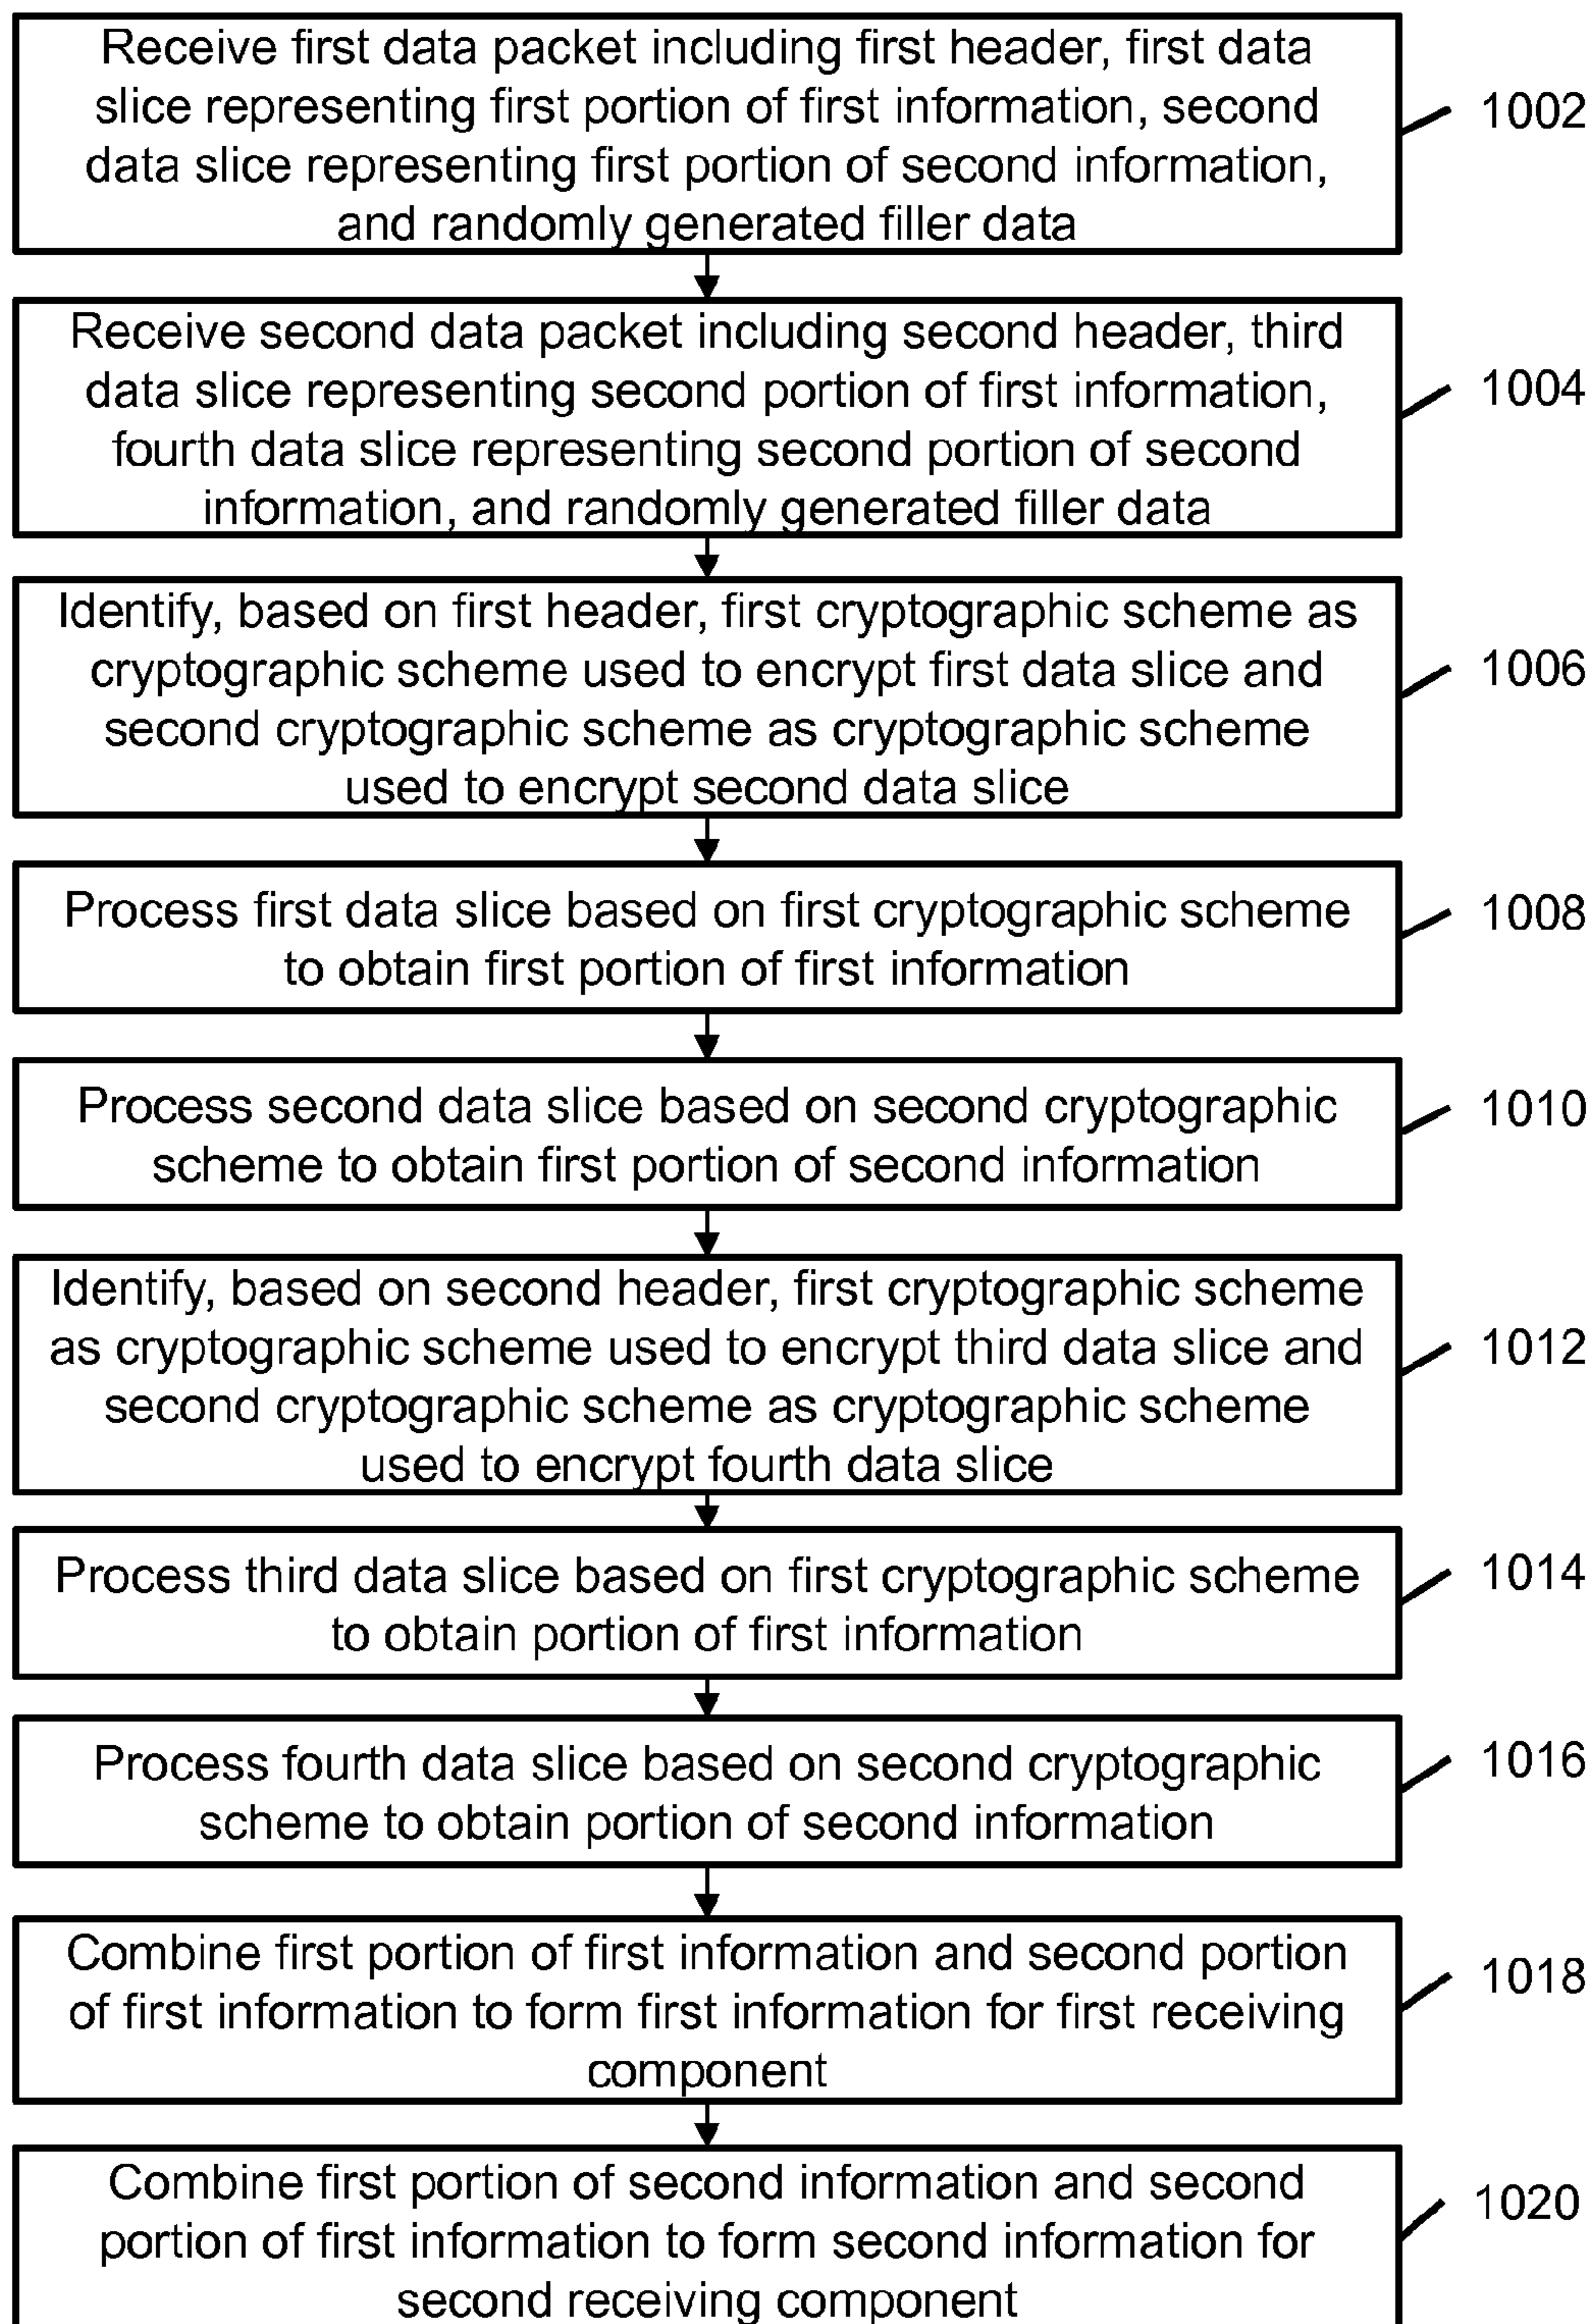 Receive first data packet including first header, first data
slice representing first portion of first information, second
data slice representing first portion of second information,
and randomly generated filler data
1002
Receive second data packet including second header, third
data slice representing second portion of first information,
fourth data slice representing second portion of second
information, and randomly generated filler data
1004
Identify, based on first header, first cryptographic scheme as
cryptographic scheme used to encrypt first data slice and
second cryptographic scheme as cryptographic scheme
used to encrypt second data slice
1006
Process first data slice based on first cryptographic scheme
to obtain first portion of first information
1008
Process second data slice based on second cryptographic
scheme to obtain first portion of second information
1010
Identify, based on second header, first cryptographic scheme
as cryptographic scheme used to encrypt third data slice and
second cryptographic scheme as cryptographic scheme
used to encrypt fourth data slice
1012
Process third data slice based on first cryptographic scheme
to obtain portion of first information
1014
Process fourth data slice based on second cryptographic
scheme to obtain portion of second information
1016
Combine first portion of first information and second portion
of first information to form first information for first receiving
component
1018
Combine first portion of second information and second
portion of first information to form second information for
second receiving component
1020